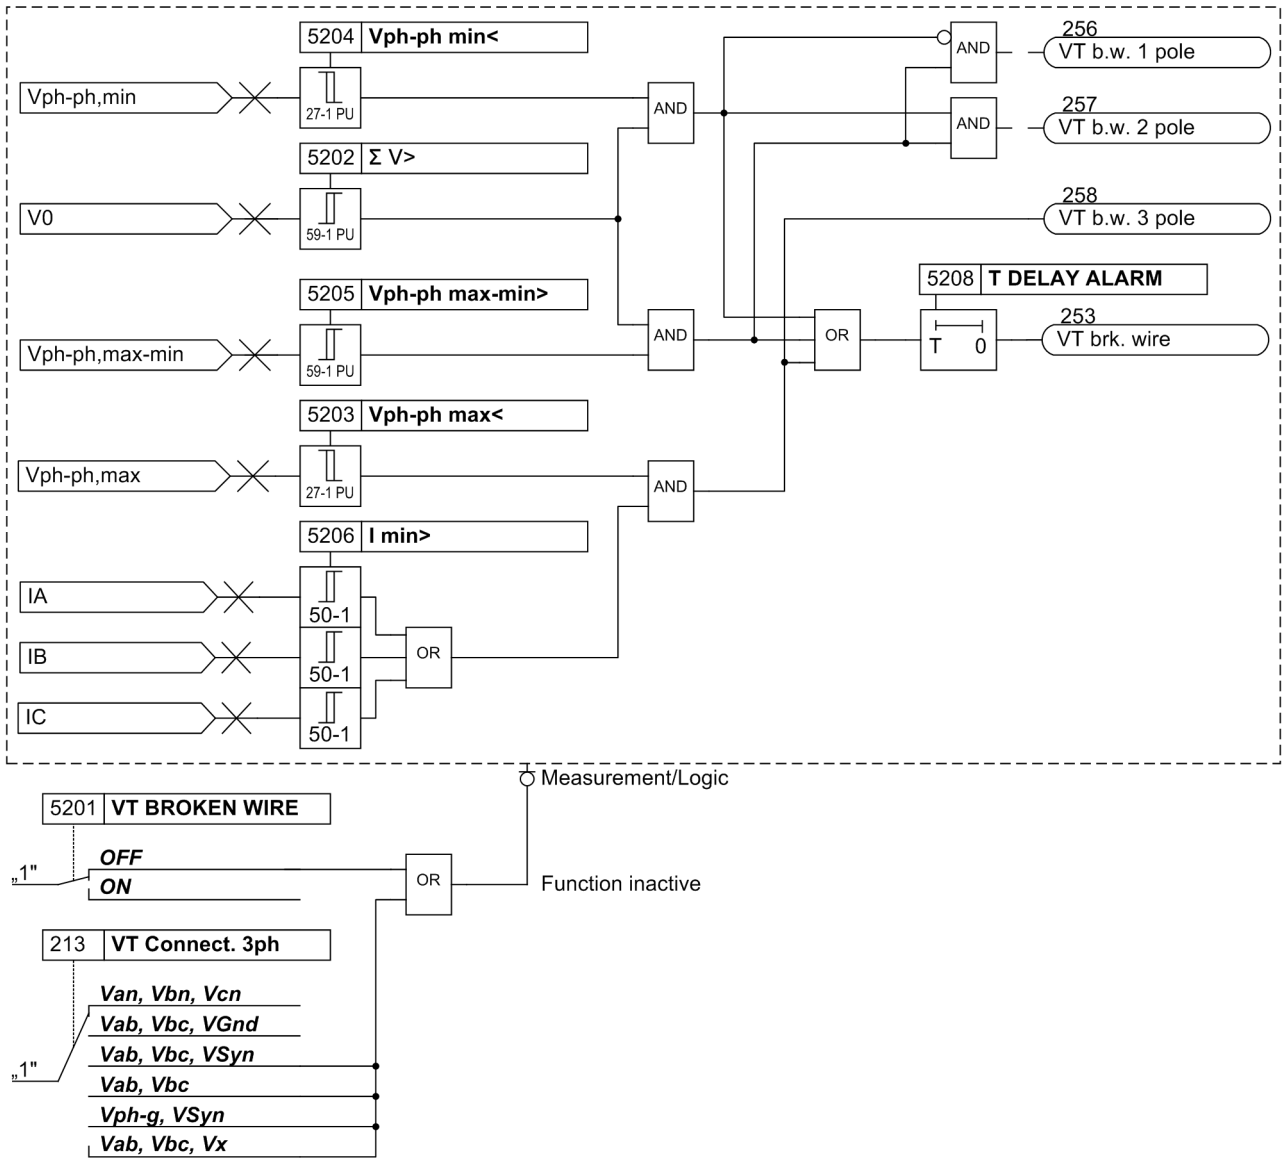 5204 Vph-ph min<
256
VT b.w. 1 pole
AND
Vph-ph,min
27-1 PU
AND
257
VT b.w. 2 pole
AND
5202 Σ V>
V0
59-1 PU
258
VT b.w. 3 pole
5208 T DELAY ALARM
5205 Vph-ph max-min>
253
VT brk. wire
T 0
OR
AND
Vph-ph,max-min
59-1 PU
5203 Vph-ph max<
Vph-ph,max
27-1 PU
AND
5206 I min>
IA
50-1
IB
50-1
OR
IC
50-1
Measurement/Logic
5201 VT BROKEN WIRE
„1"
OFF
ON
OR
Function inactive
213 VT Connect. 3ph
Van, Vbn, Vcn
Vab, Vbc, VGnd
Vab, Vbc, VSyn
„1"
Vab, Vbc
Vph-g, VSyn
Vab, Vbc, Vx